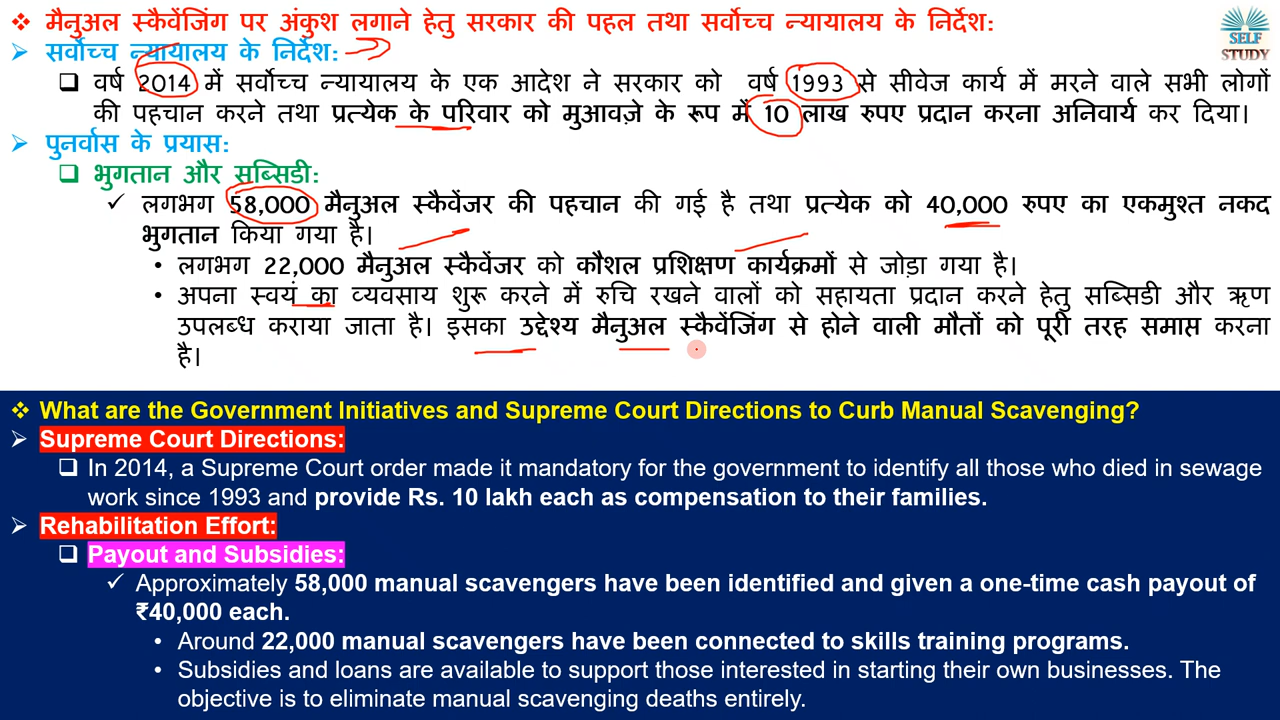 ❖ मैनुअल स्कैवेंजिंग पर अंकुश लगाने हेतु सरकार की पहल तथा सर्वोच्च न्यायालय के निर्देश:
SELF
STUDY
➢ सर्वोच्च न्यायालय के निर्देश:
❑ वर्ष 2014 में सर्वोच्च न्यायालय के एक आदेश ने सरकार को वर्ष 1993 से सीवेज कार्य में मरने वाले सभी लोगों
की पहचान करने तथा प्रत्येक के परिवार को मुआवज़े के रूप में 10 लाख रुपए प्रदान करना अनिवार्य कर दिया।
➢ पुनर्वास के प्रयास:
❑ भुगतान और सब्सिडी:
✓ लगभग 58,000 मैनुअल स्कैवेंजर की पहचान की गई है तथा प्रत्येक को 40,000 रुपए का एकमुश्त नकद
भुगतान किया गया है।
• लगभग 22,000 मैनुअल स्कैवेंजर को कौशल प्रशिक्षण कार्यक्रमों से जोड़ा गया है।
• अपना स्वयं का व्यवसाय शुरू करने में रुचि रखने वालों को सहायता प्रदान करने हेतु सब्सिडी और ऋण
उपलब्ध कराया जाता है। इसका उद्देश्य मैनुअल स्कैवेंजिंग से होने वाली मौतों को पूरी तरह समाप्त करना
है।
❖ What are the Government Initiatives and Supreme Court Directions to Curb Manual Scavenging?
➢ Supreme Court Directions:
❑ In 2014, a Supreme Court order made it mandatory for the government to identify all those who died in sewage
work since 1993 and provide Rs. 10 lakh each as compensation to their families.
➢ Rehabilitation Effort:
❑ Payout and Subsidies:
✓ Approximately 58,000 manual scavengers have been identified and given a one-time cash payout of
₹40,000 each.
• Around 22,000 manual scavengers have been connected to skills training programs.
• Subsidies and loans are available to support those interested in starting their own businesses. The
objective is to eliminate manual scavenging deaths entirely.